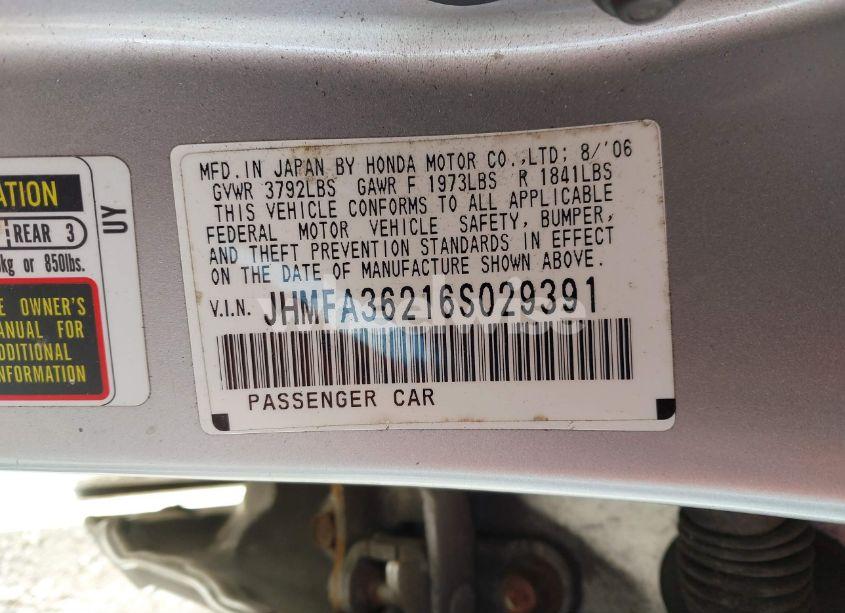 ATION
REAR 3
kg or 850lbs.
E OWNER'S
ANUAL FOR
DDITIONAL
NFORMATION
UY
MFD. IN JAPAN BY HONDA MOTOR CO.,LTD; 8/'06
GVWR 3792LBS GAWR F 1973LBS R 1841LBS
THIS VEHICLE CONFORMS TO ALL APPLICABLE
FEDERAL MOTOR VEHICLE SAFETY, BUMPER,
AND THEFT PREVENTION STANDARDS IN EFFECT
ON THE DATE OF MANUFACTURE SHOWN ABOVE.
V.I.N. JHMFA36216S029391
PASSENGER CAR